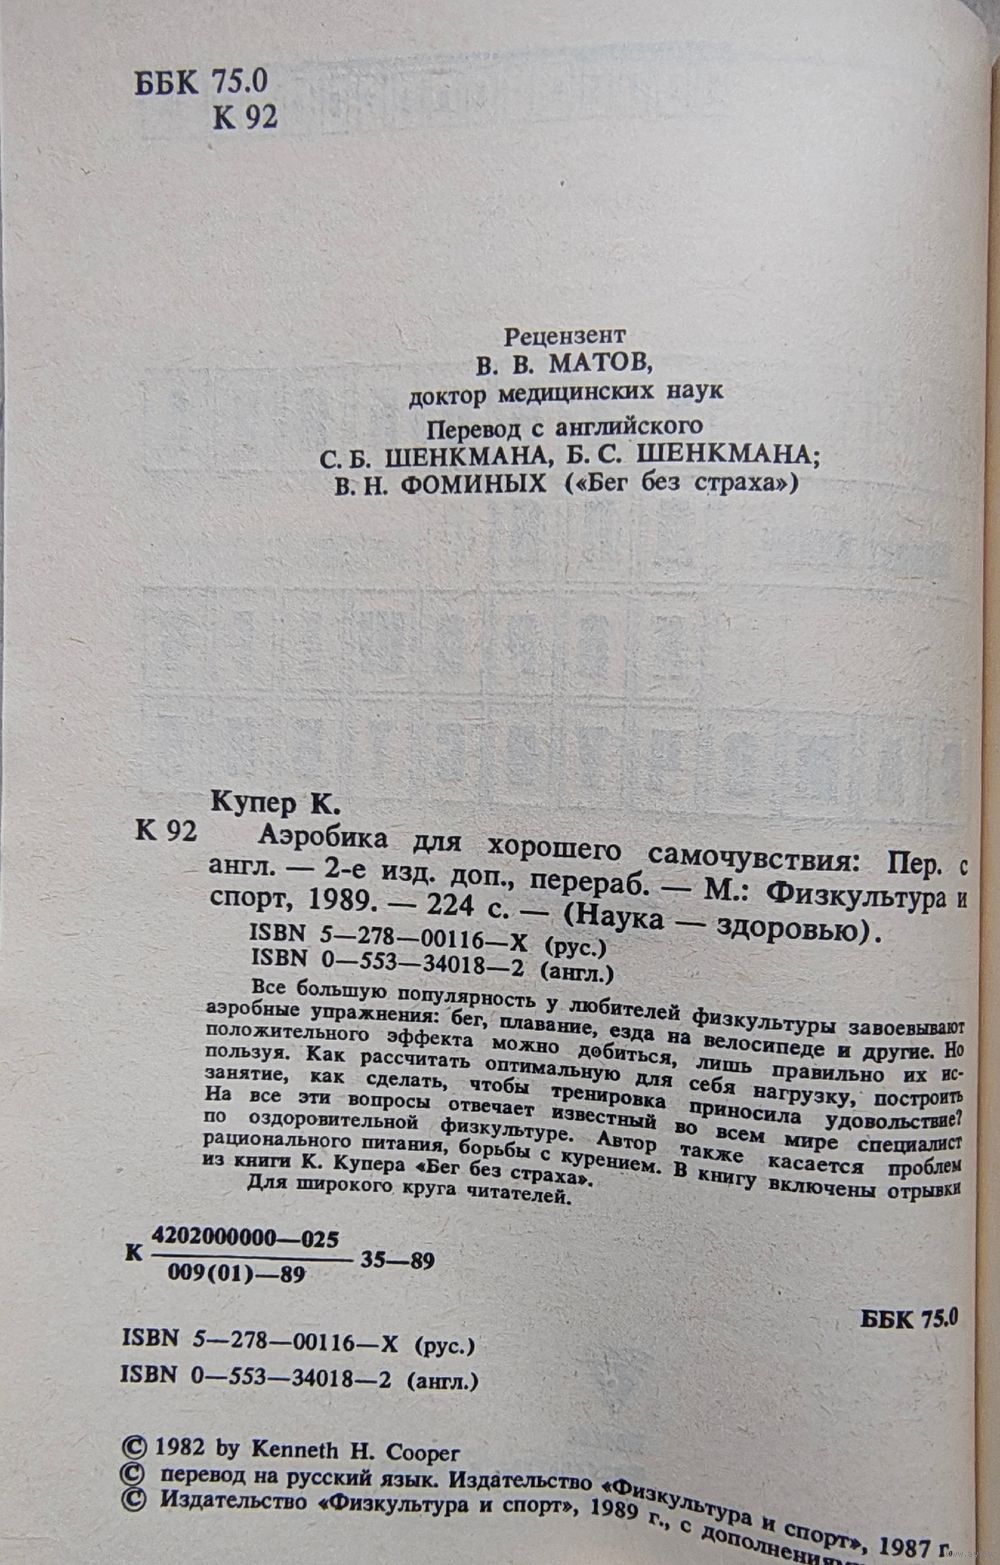 ББК 75.0
К 92
Рецензент
В. В. МАТОВ,
доктор медицинских наук
Перевод с английского
С. Б. ШЕНКМАНА, Б. С. ШЕНКМАНА;
В. Н. ФОМИНЫХ («Бег без страха»)
Купер К.
К 92 Аэробика для хорошего самочувствия: Пер. с
англ. — 2-е изд. доп., перераб. — М.: Физкультура и
спорт, 1989. — 224 с. — (Наука — здоровью).
ISBN 5—278—00116—X (рус.)
ISBN 0—553—34018—2 (англ.)
Все большую популярность у любителей физкультуры завоевывают
аэробные упражнения: бег, плавание, езда на велосипеде и другие. Но
положительного эффекта можно добиться, лишь правильно их ис-
пользуя. Как рассчитать оптимальную для себя нагрузку, построить
занятие, как сделать, чтобы тренировка приносила удовольствие?
На все эти вопросы отвечает известный во всем мире специалист
по оздоровительной физкультуре. Автор также касается проблем
рационального питания, борьбы с курением. В книгу включены отрывки
из книги К. Купера «Бег без страха».
Для широкого круга читателей.
4202000000—025
К 35—89
009(01)—89
ББК 75.0
ISBN 5—278—00116—X (рус.)
ISBN 0—553—34018—2 (англ.)
© 1982 by Kenneth H. Cooper
© перевод на русский язык. Издательство «Физкультура и спорт», 1987 г.
© Издательство «Физкультура и спорт», 1989 г., с дополнениями